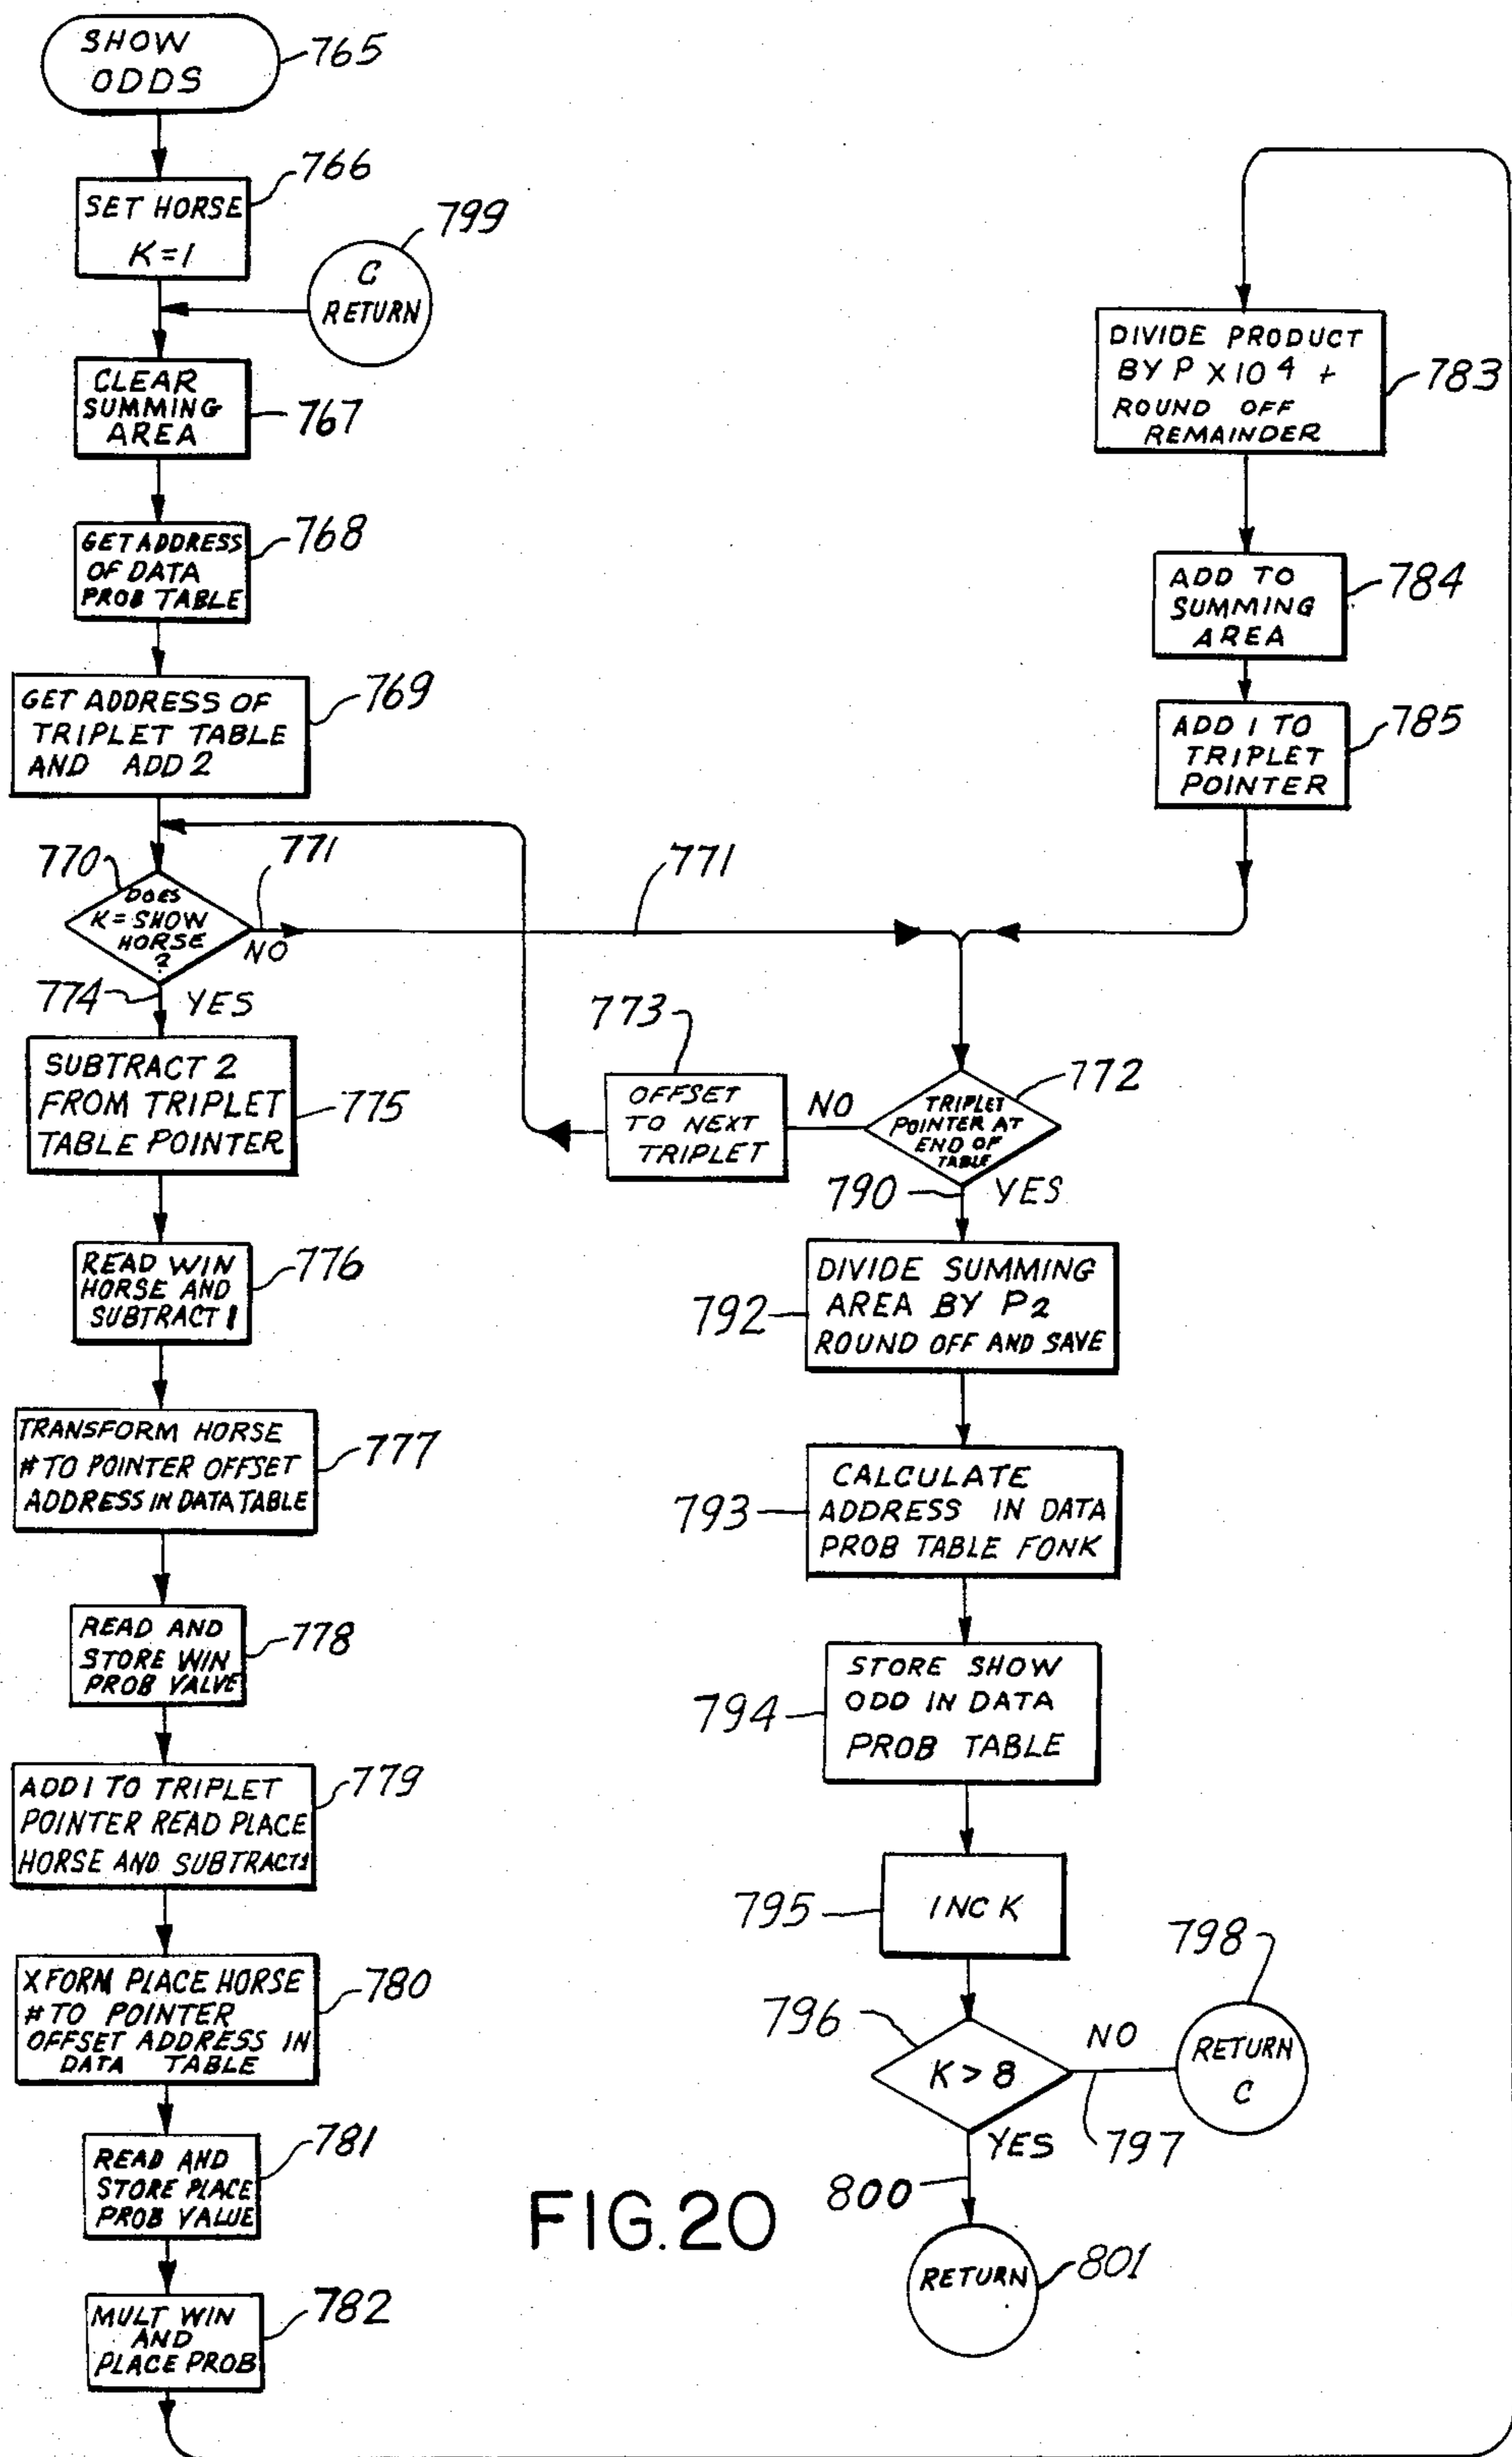 SHOW
ODDS
765
766
SET HORSE
K=1
799
C
RETURN
CLEAR
SUMMING
AREA
767
GET ADDRESS
OF DATA
PROB TABLE
768
GET ADDRESS OF
TRIPLET TABLE
AND ADD 2
769
770
DOES
K = SHOW
HORSE
?
771
NO
771
774
YES
SUBTRACT 2
FROM TRIPLET
TABLE POINTER
775
READ WIN
HORSE AND
SUBTRACT 1
776
TRANSFORM HORSE
# TO POINTER OFFSET
ADDRESS IN DATA TABLE
777
READ AND
STORE WIN
PROB VALVE
778
ADD 1 TO TRIPLET
POINTER READ PLACE
HORSE AND SUBTRACT 1
779
XFORM PLACE HORSE
# TO POINTER
OFFSET ADDRESS IN
DATA TABLE
780
READ AND
STORE PLACE
PROB VALUE
781
MULT WIN
AND
PLACE PROB
782
DIVIDE PRODUCT
BY P X 10 4 +
ROUND OFF
REMAINDER
783
ADD TO
SUMMING
AREA
784
ADD 1 TO
TRIPLET
POINTER
785
773
OFFSET
TO NEXT
TRIPLET
NO
TRIPLET
POINTER AT
END OF
TABLE
772
790
YES
DIVIDE SUMMING
AREA BY P2
ROUND OFF AND SAVE
792
CALCULATE
ADDRESS IN DATA
PROB TABLE FONK
793
STORE SHOW
ODD IN DATA
PROB TABLE
794
INC K
795
796
K > 8
NO
797
798
RETURN
C
YES
800
RETURN
801
FIG.20